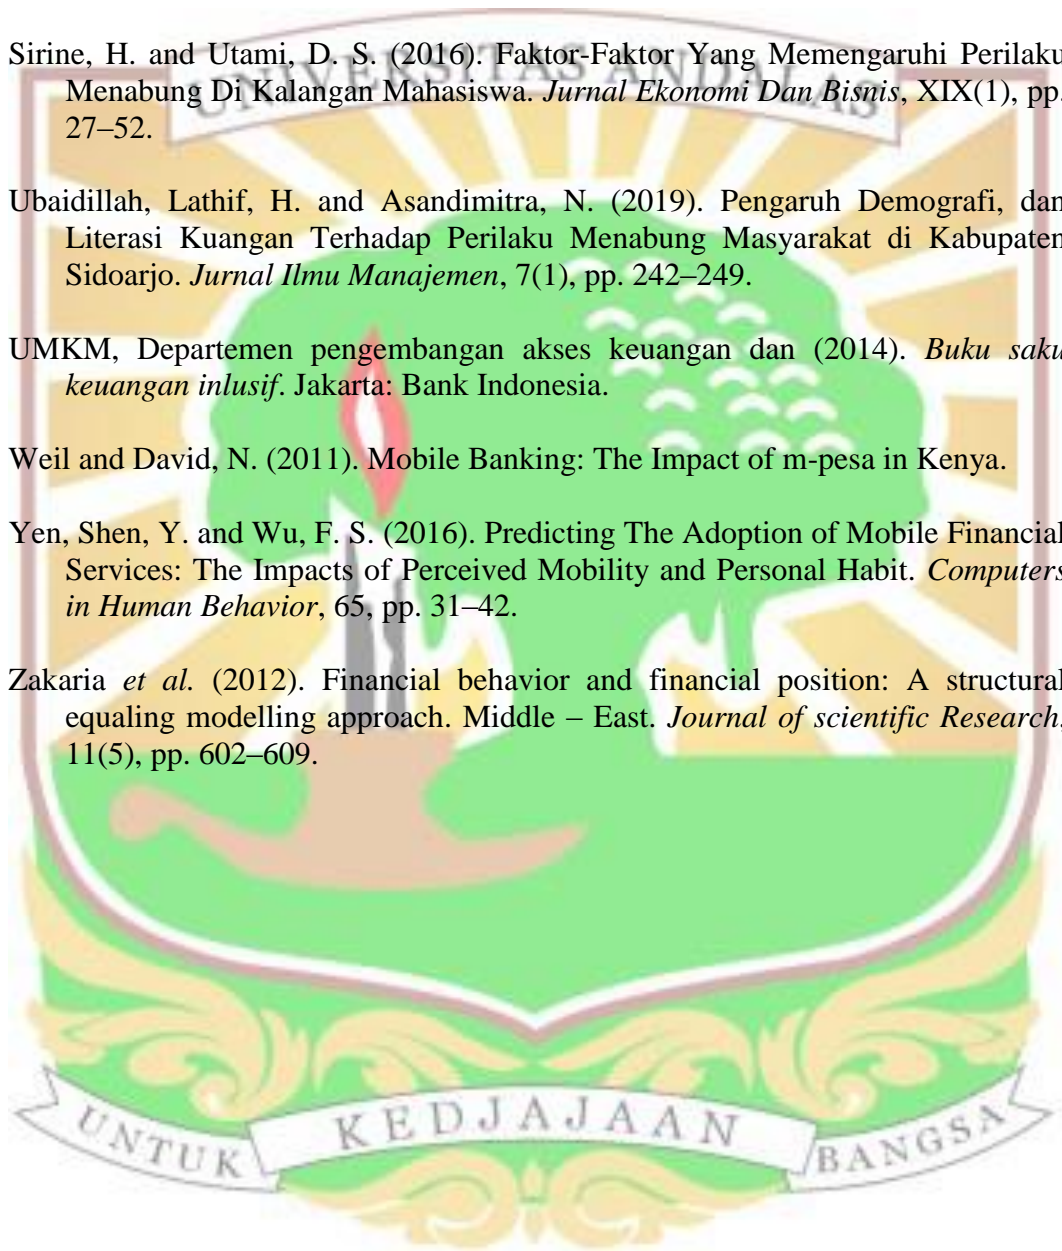 UNIVERSITAS ANDALAS
Sirine, H. and Utami, D. S. (2016). Faktor-Faktor Yang Memengaruhi Perilaku
Menabung Di Kalangan Mahasiswa. Jurnal Ekonomi Dan Bisnis, XIX(1), pp.
27–52.
Ubaidillah, Lathif, H. and Asandimitra, N. (2019). Pengaruh Demografi, dan
Literasi Kuangan Terhadap Perilaku Menabung Masyarakat di Kabupaten
Sidoarjo. Jurnal Ilmu Manajemen, 7(1), pp. 242–249.
UMKM, Departemen pengembangan akses keuangan dan (2014). Buku saku
keuangan inlusif. Jakarta: Bank Indonesia.
Weil and David, N. (2011). Mobile Banking: The Impact of m-pesa in Kenya.
Yen, Shen, Y. and Wu, F. S. (2016). Predicting The Adoption of Mobile Financial
Services: The Impacts of Perceived Mobility and Personal Habit. Computers
in Human Behavior, 65, pp. 31–42.
Zakaria et al. (2012). Financial behavior and financial position: A structural
equaling modelling approach. Middle – East. Journal of scientific Research,
11(5), pp. 602–609.
UNTUK KEDJAJAAN BANGSA